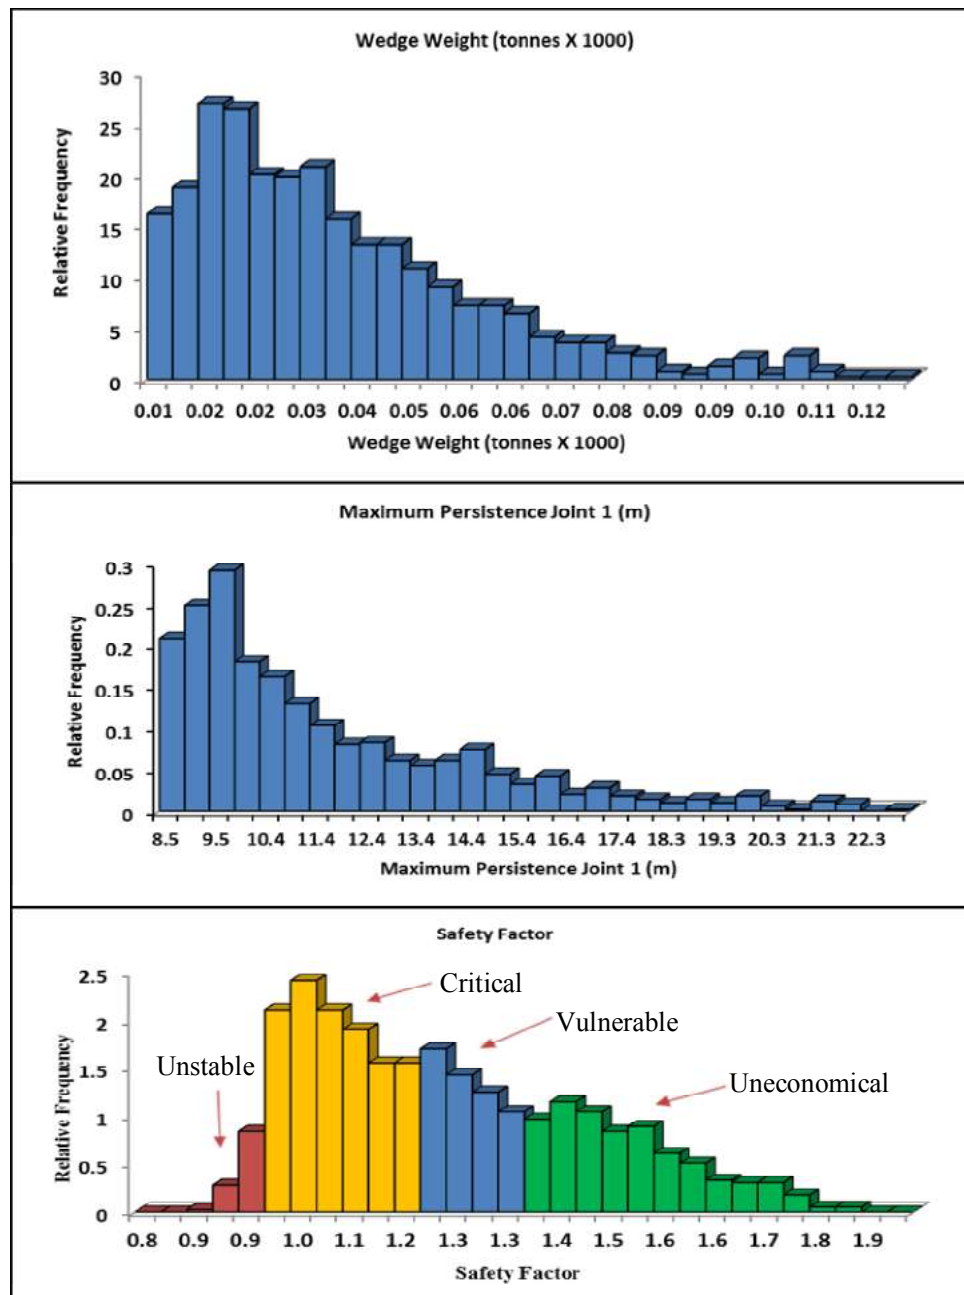 Wedge Weight (tonnes X 1000)
30
25
20
15
10
5
0
Relative Frequency
0.01 0.02 0.02 0.03 0.04 0.05 0.06 0.06 0.07 0.08 0.09 0.09 0.10 0.11 0.12
Wedge Weight (tonnes X 1000)
Maximum Persistence Joint 1 (m)
0.3
0.25
0.2
0.15
0.1
0.05
0
Relative Frequency
8.5 9.5 10.4 11.4 12.4 13.4 14.4 15.4 16.4 17.4 18.3 19.3 20.3 21.3 22.3
Maximum Persistence Joint 1 (m)
Safety Factor
2.5
2
1.5
1
0.5
0
Relative Frequency
Critical
Vulnerable
Unstable
Uneconomical
0.8 0.9 0.9 1.0 1.1 1.2 1.3 1.3 1.4 1.5 1.6 1.6 1.7 1.8 1.9
Safety Factor